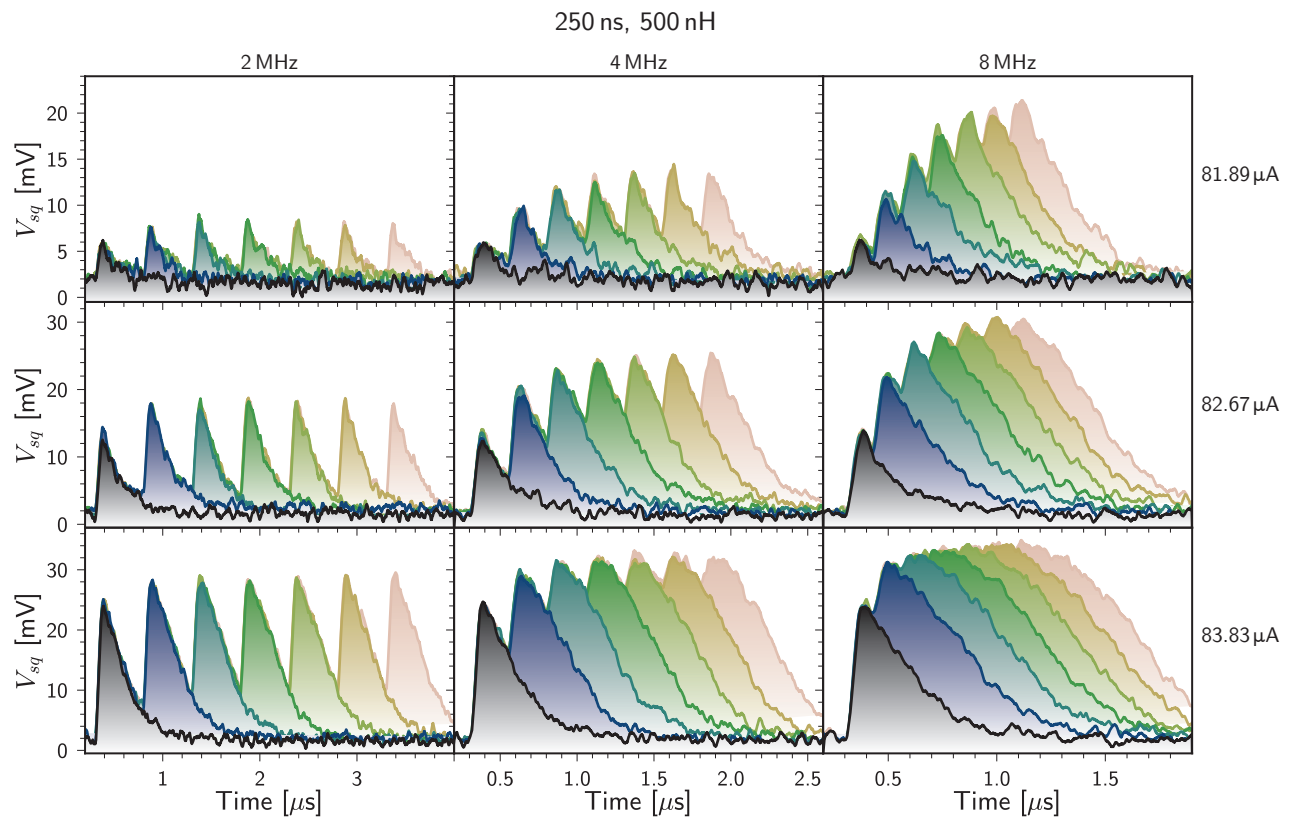 250 ns, 500 nH
2 MHz 4 MHz 8 MHz
V_sq [mV]
20
15
10
5
0
81.89 μA
V_sq [mV]
30
20
10
0
82.67 μA
V_sq [mV]
30
20
10
0
83.83 μA
1 2 3
0.5 1.0 1.5 2.0 2.5
0.5 1.0 1.5
Time [μs] Time [μs] Time [μs]